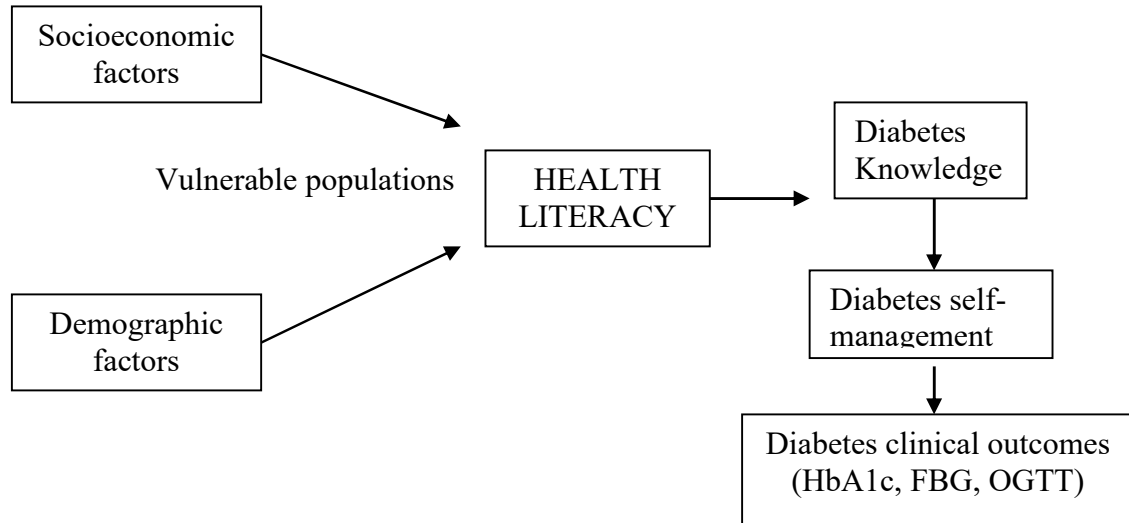 Socioeconomic
factors
Vulnerable populations
Demographic
factors
HEALTH
LITERACY
Diabetes
Knowledge
Diabetes self-
management
Diabetes clinical outcomes
(HbA1c, FBG, OGTT)